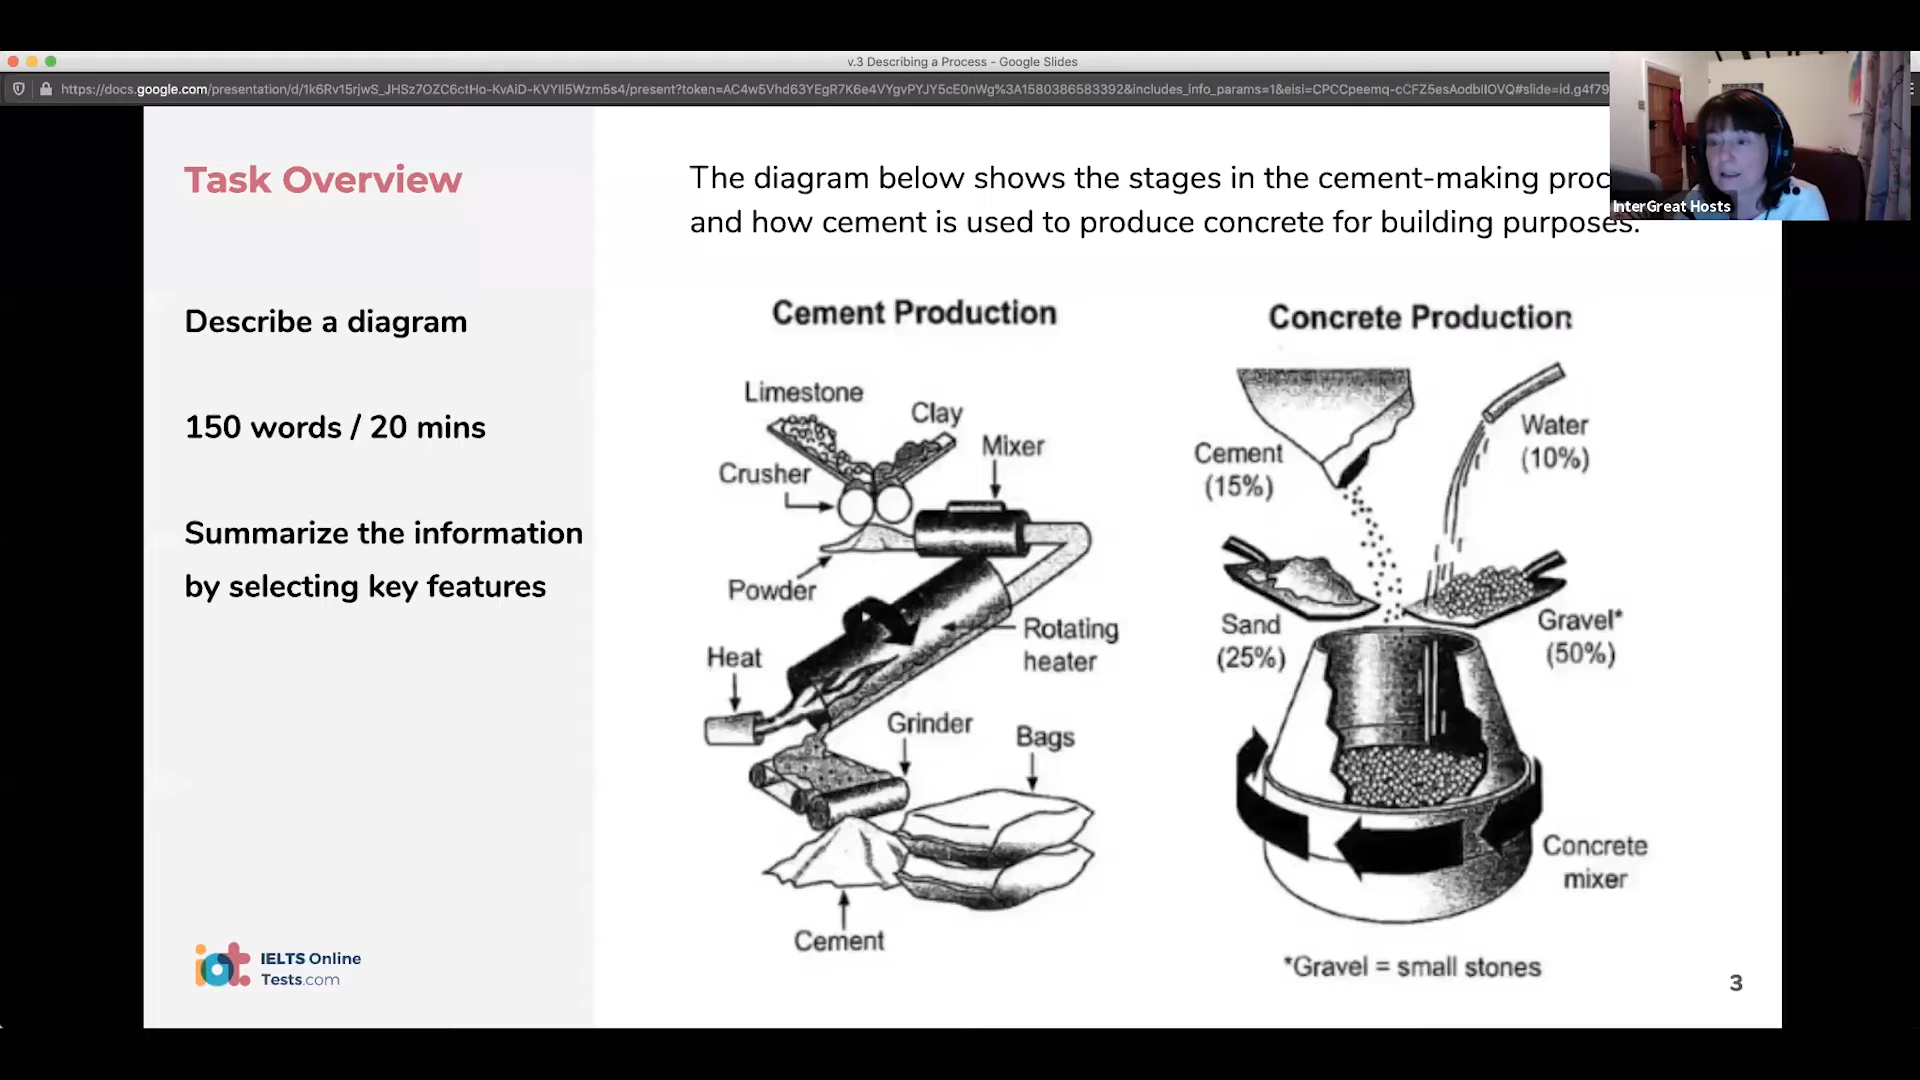 v.3 Describing a Process - Google Slides
Task Overview
Describe a diagram
150 words / 20 mins
Summarize the information
by selecting key features
The diagram below shows the stages in the cement-making
and how cement is used to produce concrete for building purposes.
InterGreat Hosts
Cement Production
Limestone
Clay
Mixer
Crusher
Powder
Rotating
heater
Heat
Grinder
Bags
Cement
Concrete Production
Water
(10%)
Cement
(15%)
Sand
(25%)
Gravel*
(50%)
Concrete
mixer
*Gravel = small stones
iot IELTS Online
Tests.com
3